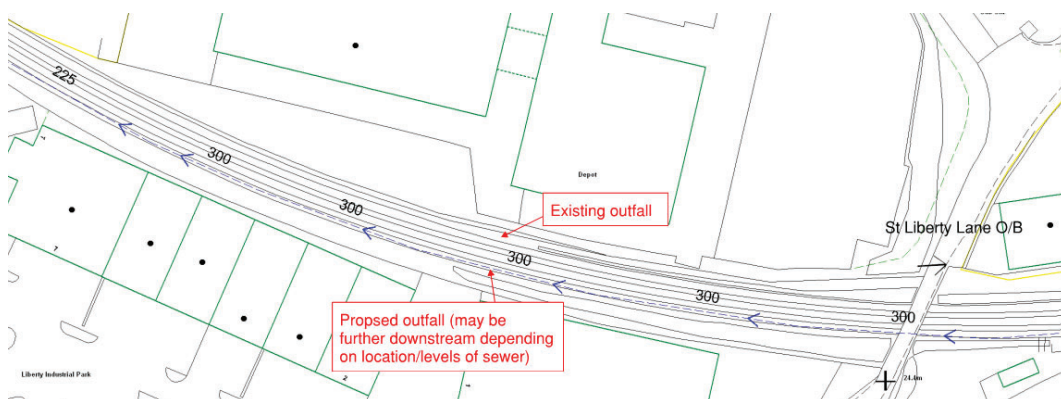 225
300
300
Depot
Existing outfall
St Liberty Lane O/B
300
300
300
Propsed outfall (may be
further downstream depending
on location/levels of sewer)
Liberty Industrial Park
24.0m